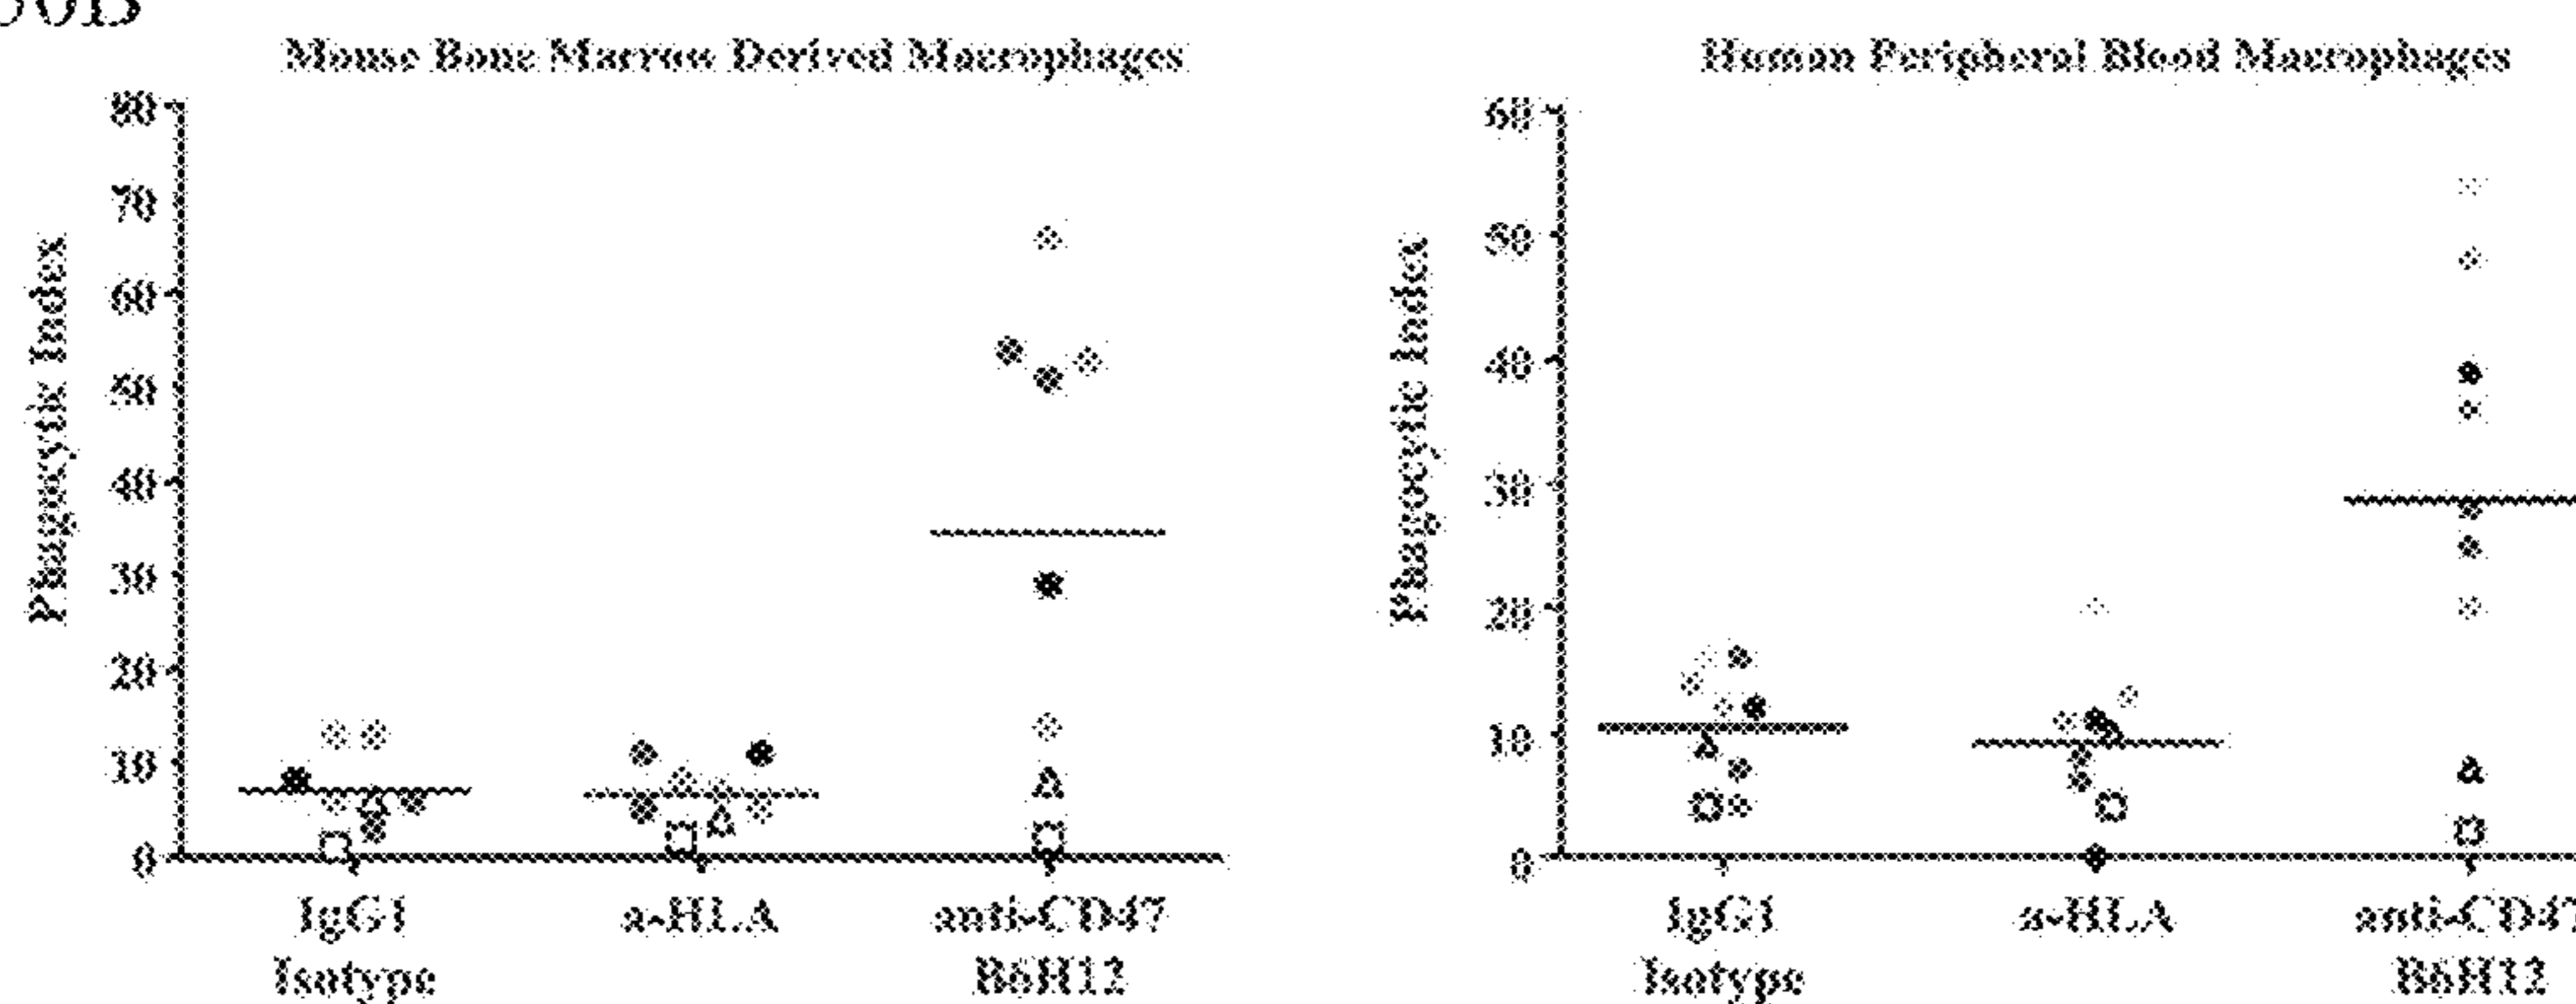 Mouse Bone Marrow Derived Macrophages
Phagocytic Index
80
70
60
50
40
30
20
10
0
IgG1
Isotype
a-HLA
anti-CD47
B6H12
Human Peripheral Blood Macrophages
Phagocytic Index
60
50
40
30
20
10
0
IgG1
Isotype
a-HLA
anti-CD47
B6H12